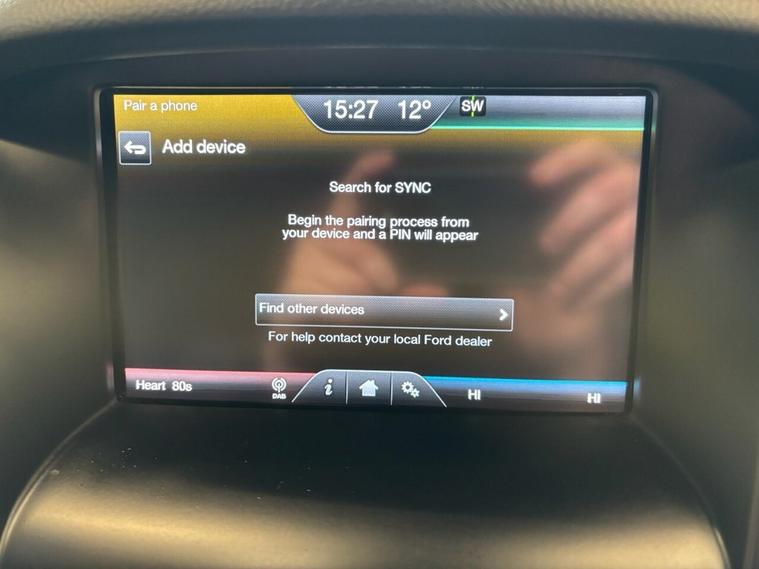 Pair a phone
15:27 12° SW
Add device
Search for SYNC
Begin the pairing process from
your device and a PIN will appear
Find other devices
For help contact your local Ford dealer
Heart 80s DAB i HI HI